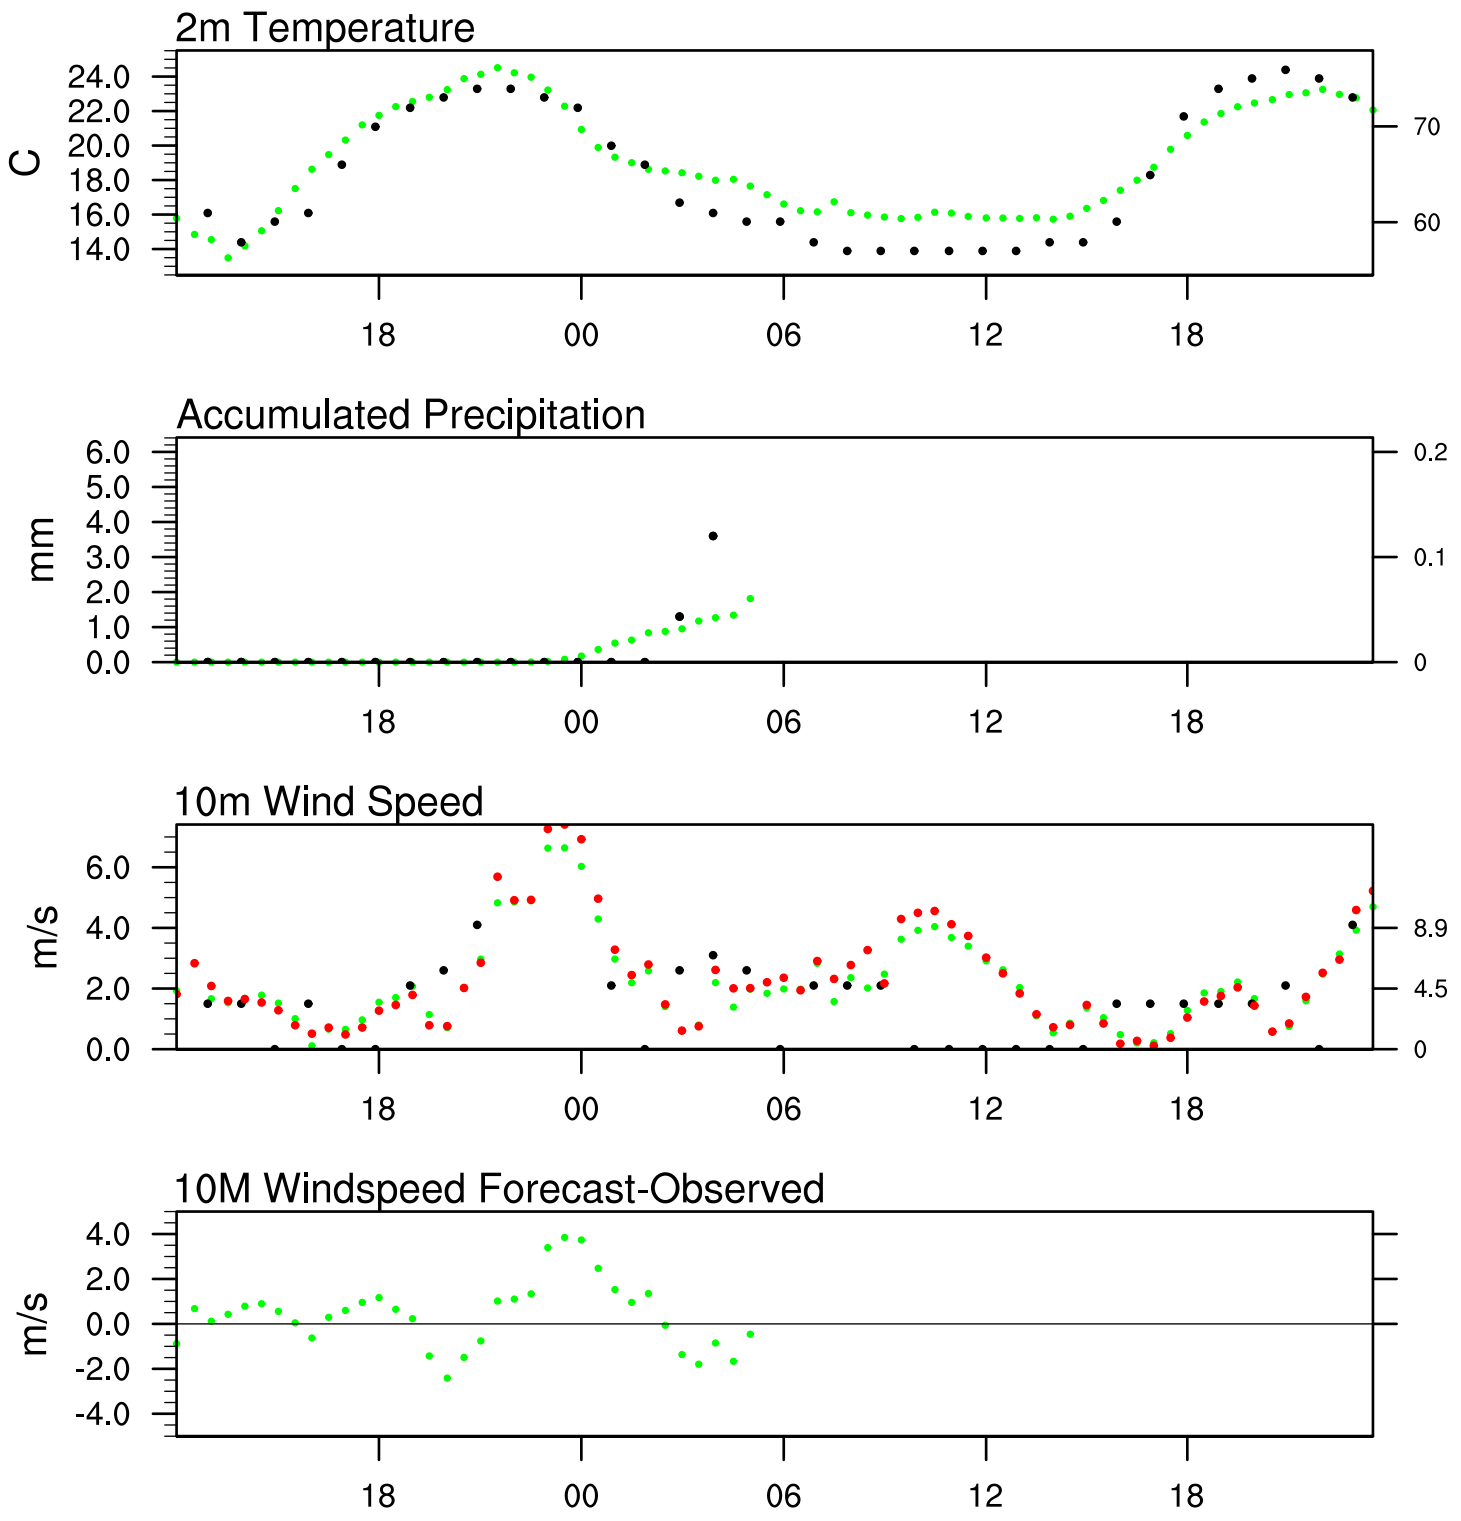 2m Temperature
C
24.0
22.0
20.0
18.0
16.0
14.0
70
60
18 00 06 12 18
Accumulated Precipitation
mm
6.0
5.0
4.0
3.0
2.0
1.0
0.0
0.2
0.1
0
18 00 06 12 18
10m Wind Speed
m/s
6.0
4.0
2.0
0.0
8.9
4.5
0
18 00 06 12 18
10M Windspeed Forecast-Observed
m/s
4.0
2.0
0.0
-2.0
-4.0
18 00 06 12 18